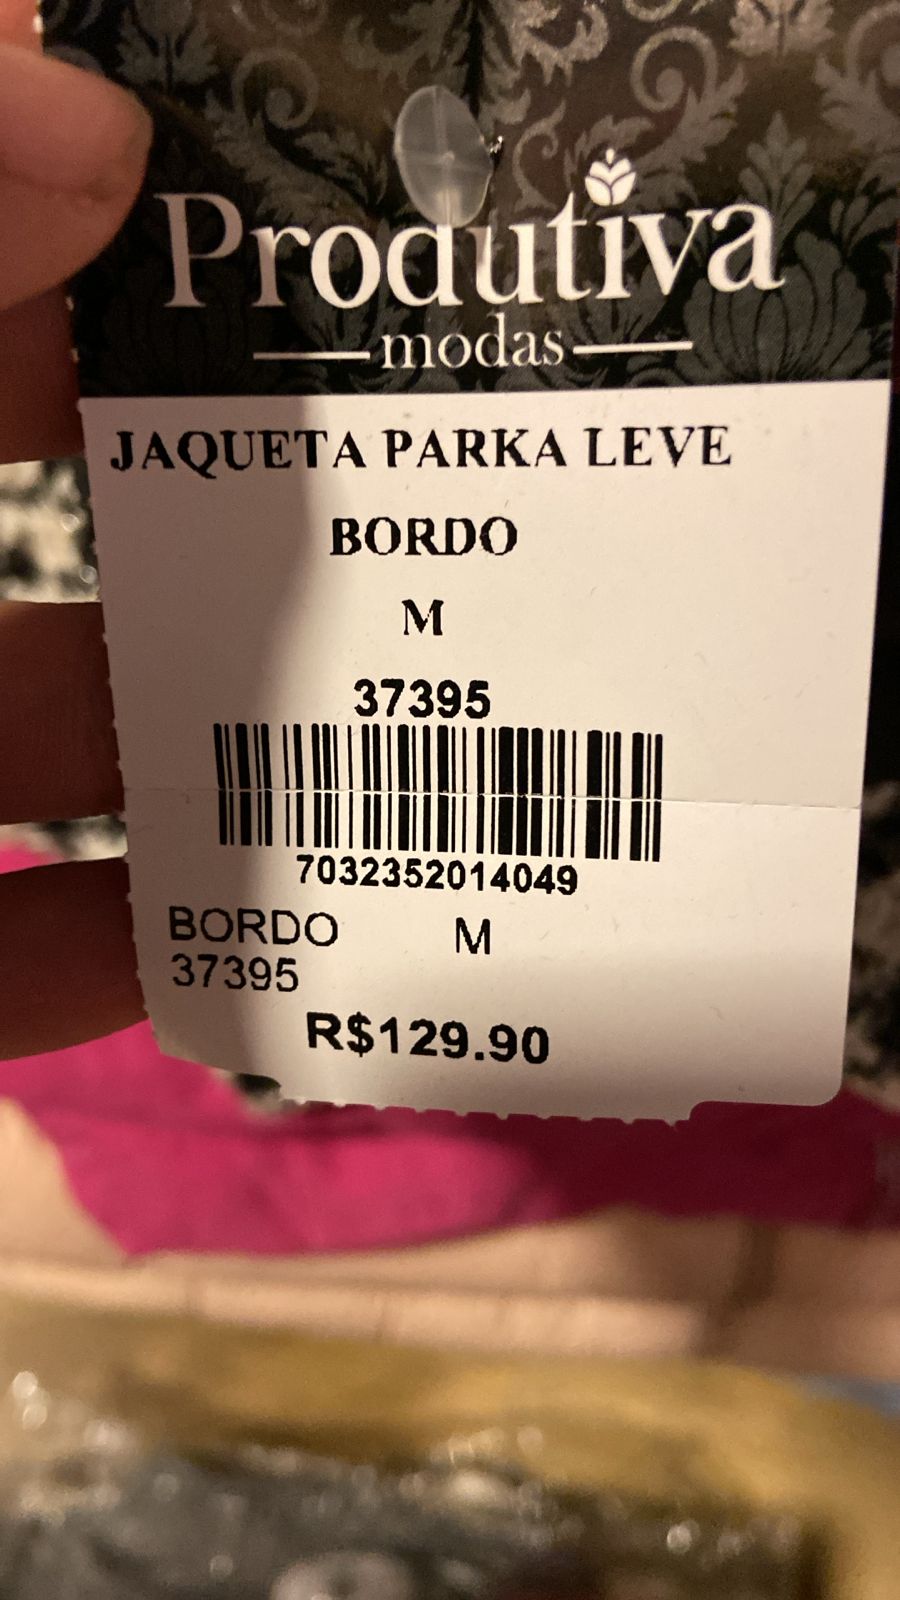 Produtiva
modas
JAQUETA PARKA LEVE
BORDO
M
37395
7032352014049
BORDO M
37395
R$129.90